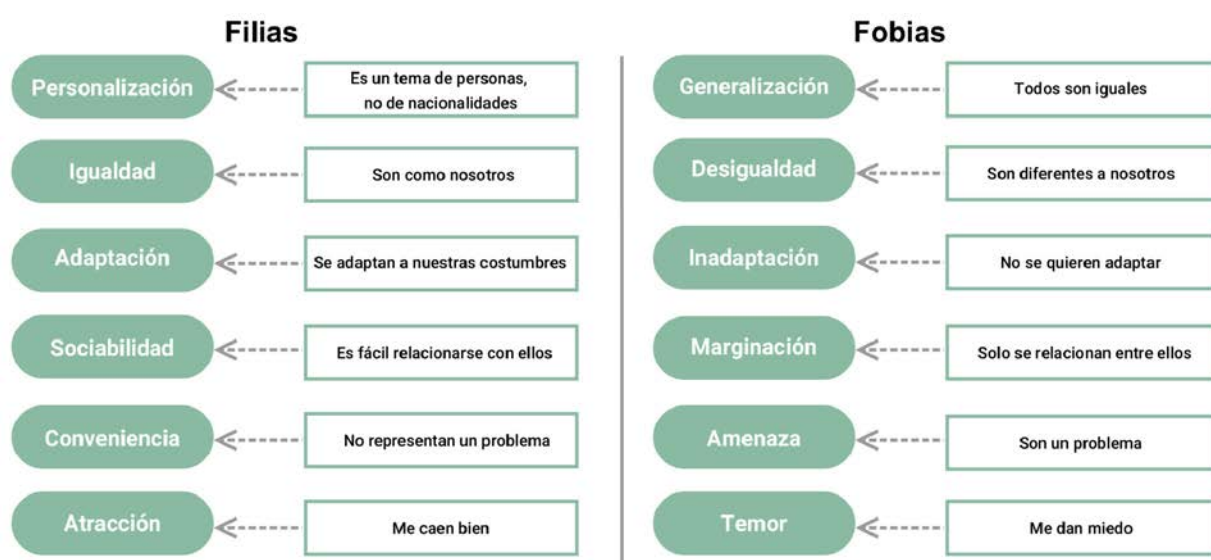 Filias
Personalización
Es un tema de personas,
no de nacionalidades
Igualdad
Son como nosotros
Adaptación
Se adaptan a nuestras costumbres
Sociabilidad
Es fácil relacionarse con ellos
Conveniencia
No representan un problema
Atracción
Me caen bien
Fobias
Generalización
Todos son iguales
Desigualdad
Son diferentes a nosotros
Inadaptación
No se quieren adaptar
Marginación
Solo se relacionan entre ellos
Amenaza
Son un problema
Temor
Me dan miedo